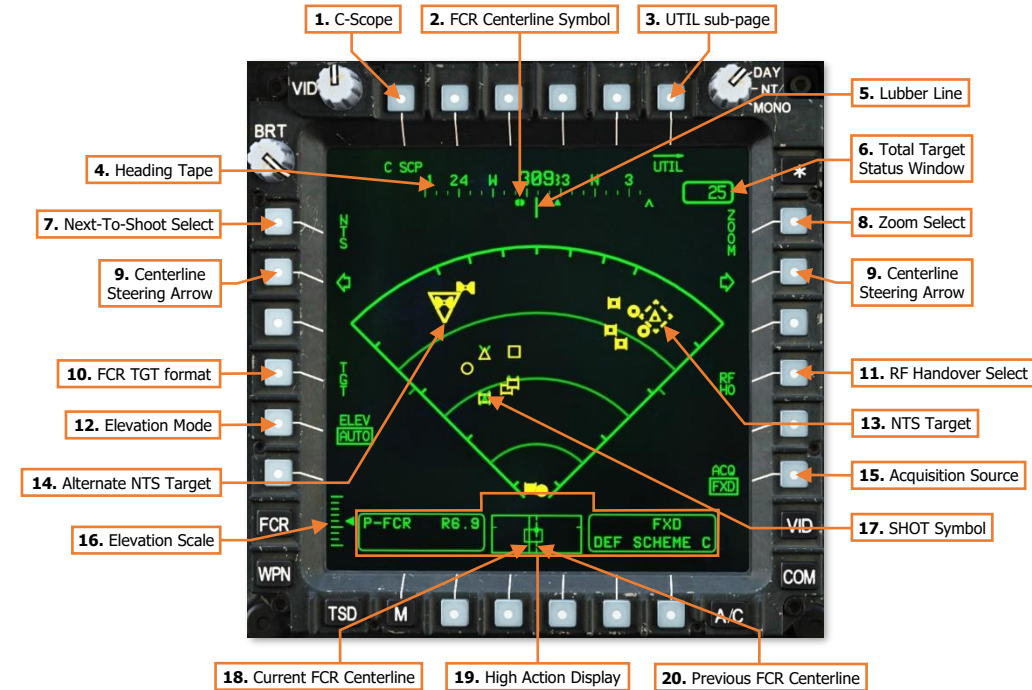 1. C-Scope
2. FCR Centerline Symbol
3. UTIL sub-page
VID
DAY
NT
MONO
5. Lubber Line
BRT
4. Heading Tape
C SCP
UTIL
24 W 309 33 N 3
25
6. Total Target
Status Window
*
7. Next-To-Shoot Select
NTS
ZOOM
8. Zoom Select
9. Centerline
Steering Arrow
9. Centerline
Steering Arrow
10. FCR TGT format
TGT
RF
HO
11. RF Handover Select
12. Elevation Mode
ELEV
AUTO
13. NTS Target
14. Alternate NTS Target
ACQ
FXD
15. Acquisition Source
16. Elevation Scale
FCR
P-FCR R6.9
FXD
DEF SCHEME C
VID
17. SHOT Symbol
WPN
COM
TSD
M
A/C
18. Current FCR Centerline
19. High Action Display
20. Previous FCR Centerline